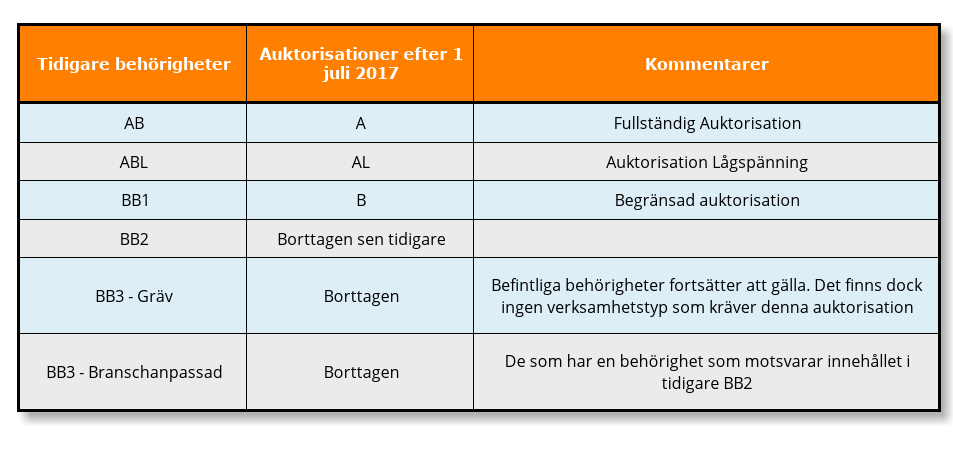 Tidigare behörigheter
Auktorisationer efter 1
juli 2017
Kommentarer
AB
A
Fullständig Auktorisation
ABL
AL
Auktorisation Lågspänning
BB1
B
Begränsad auktorisation
BB2
Borttagen sen tidigare
BB3 - Gräv
Borttagen
Befintliga behörigheter fortsätter att gälla. Det finns dock
ingen verksamhetstyp som kräver denna auktorisation
BB3 - Branschanpassad
Borttagen
De som har en behörighet som motsvarar innehållet i
tidigare BB2